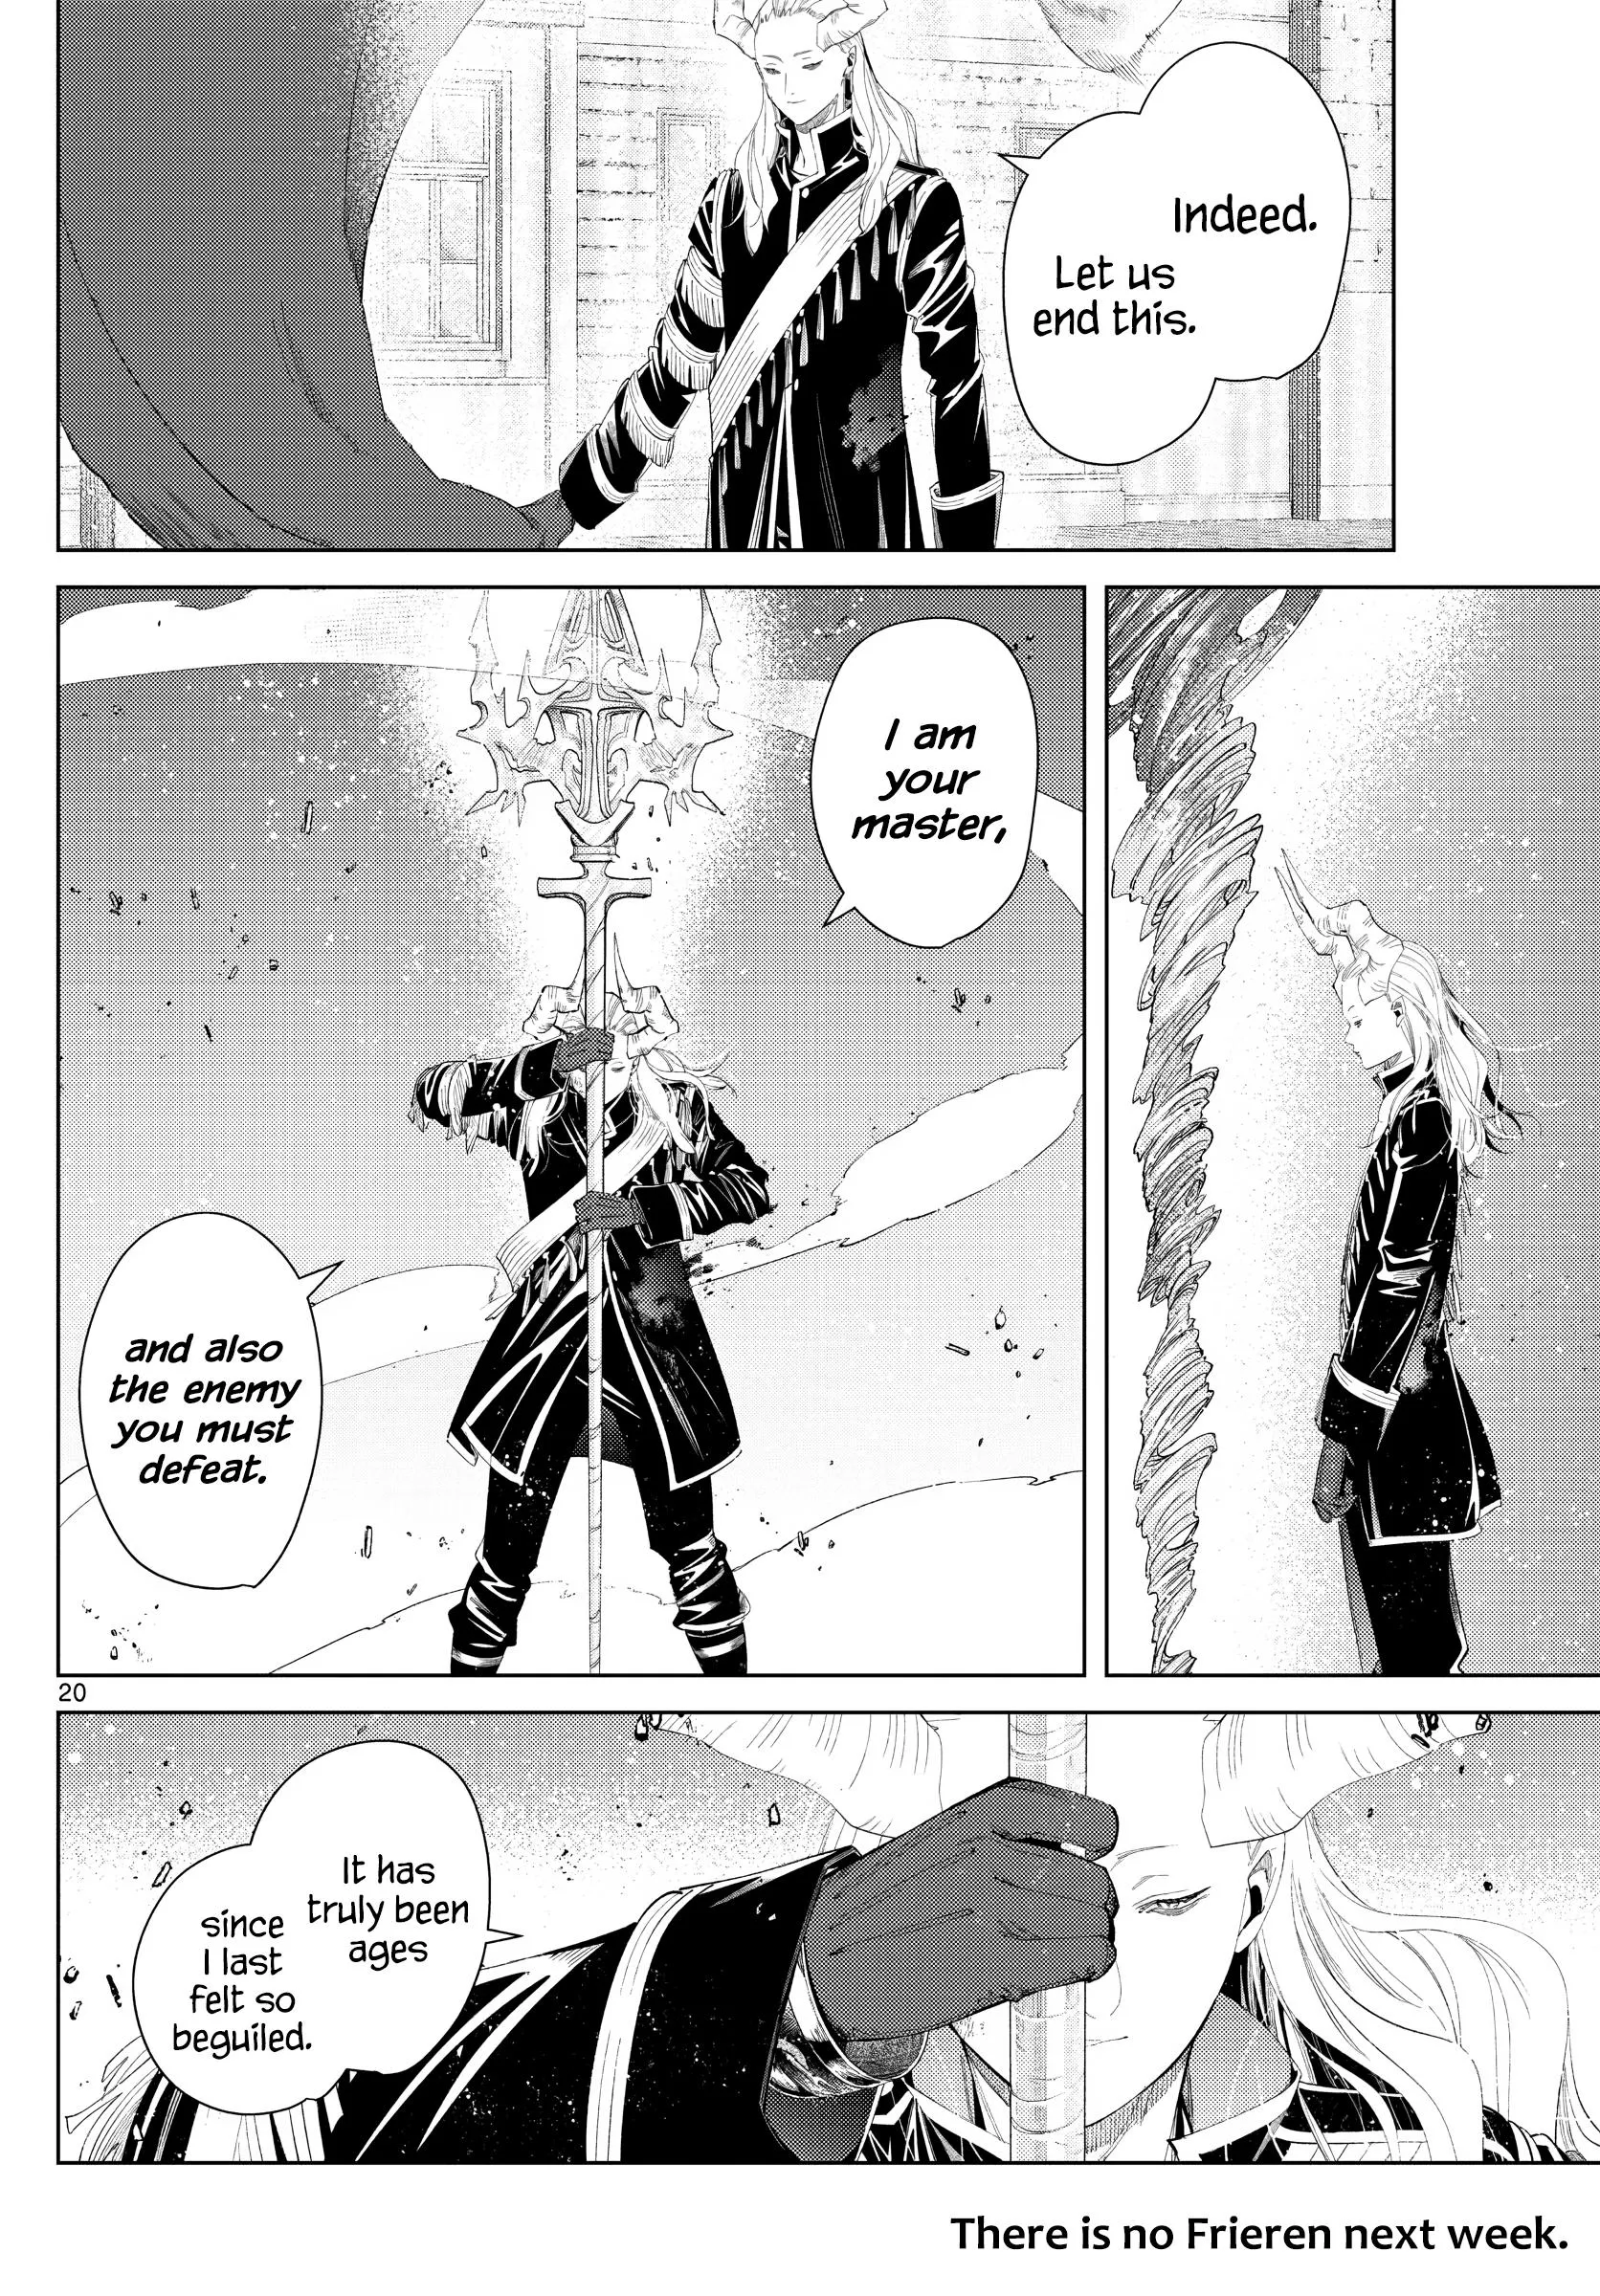 Indeed.
Let us
end this.
I am
your
master,
and also
the enemy
you must
defeat.
20
It has
truly been
ages
since
I last
felt so
beguiled.
There is no Frieren next week.